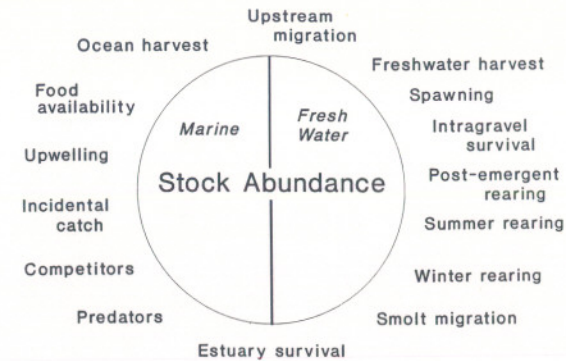 Upstream
migration
Ocean harvest
Freshwater harvest
Food
availability
Spawning
Marine
Fresh
Water
Intragravel
survival
Upwelling
Stock Abundance
Post-emergent
rearing
Incidental
catch
Summer rearing
Competitors
Winter rearing
Predators
Smolt migration
Estuary survival